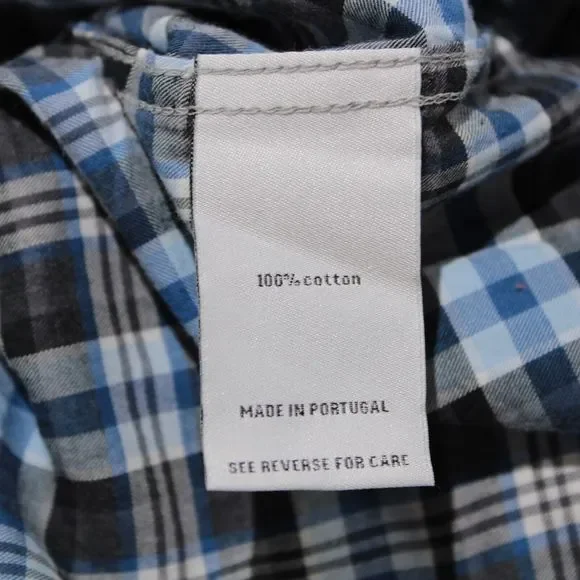 100% cotton
MADE IN PORTUGAL
SEE REVERSE FOR CARE